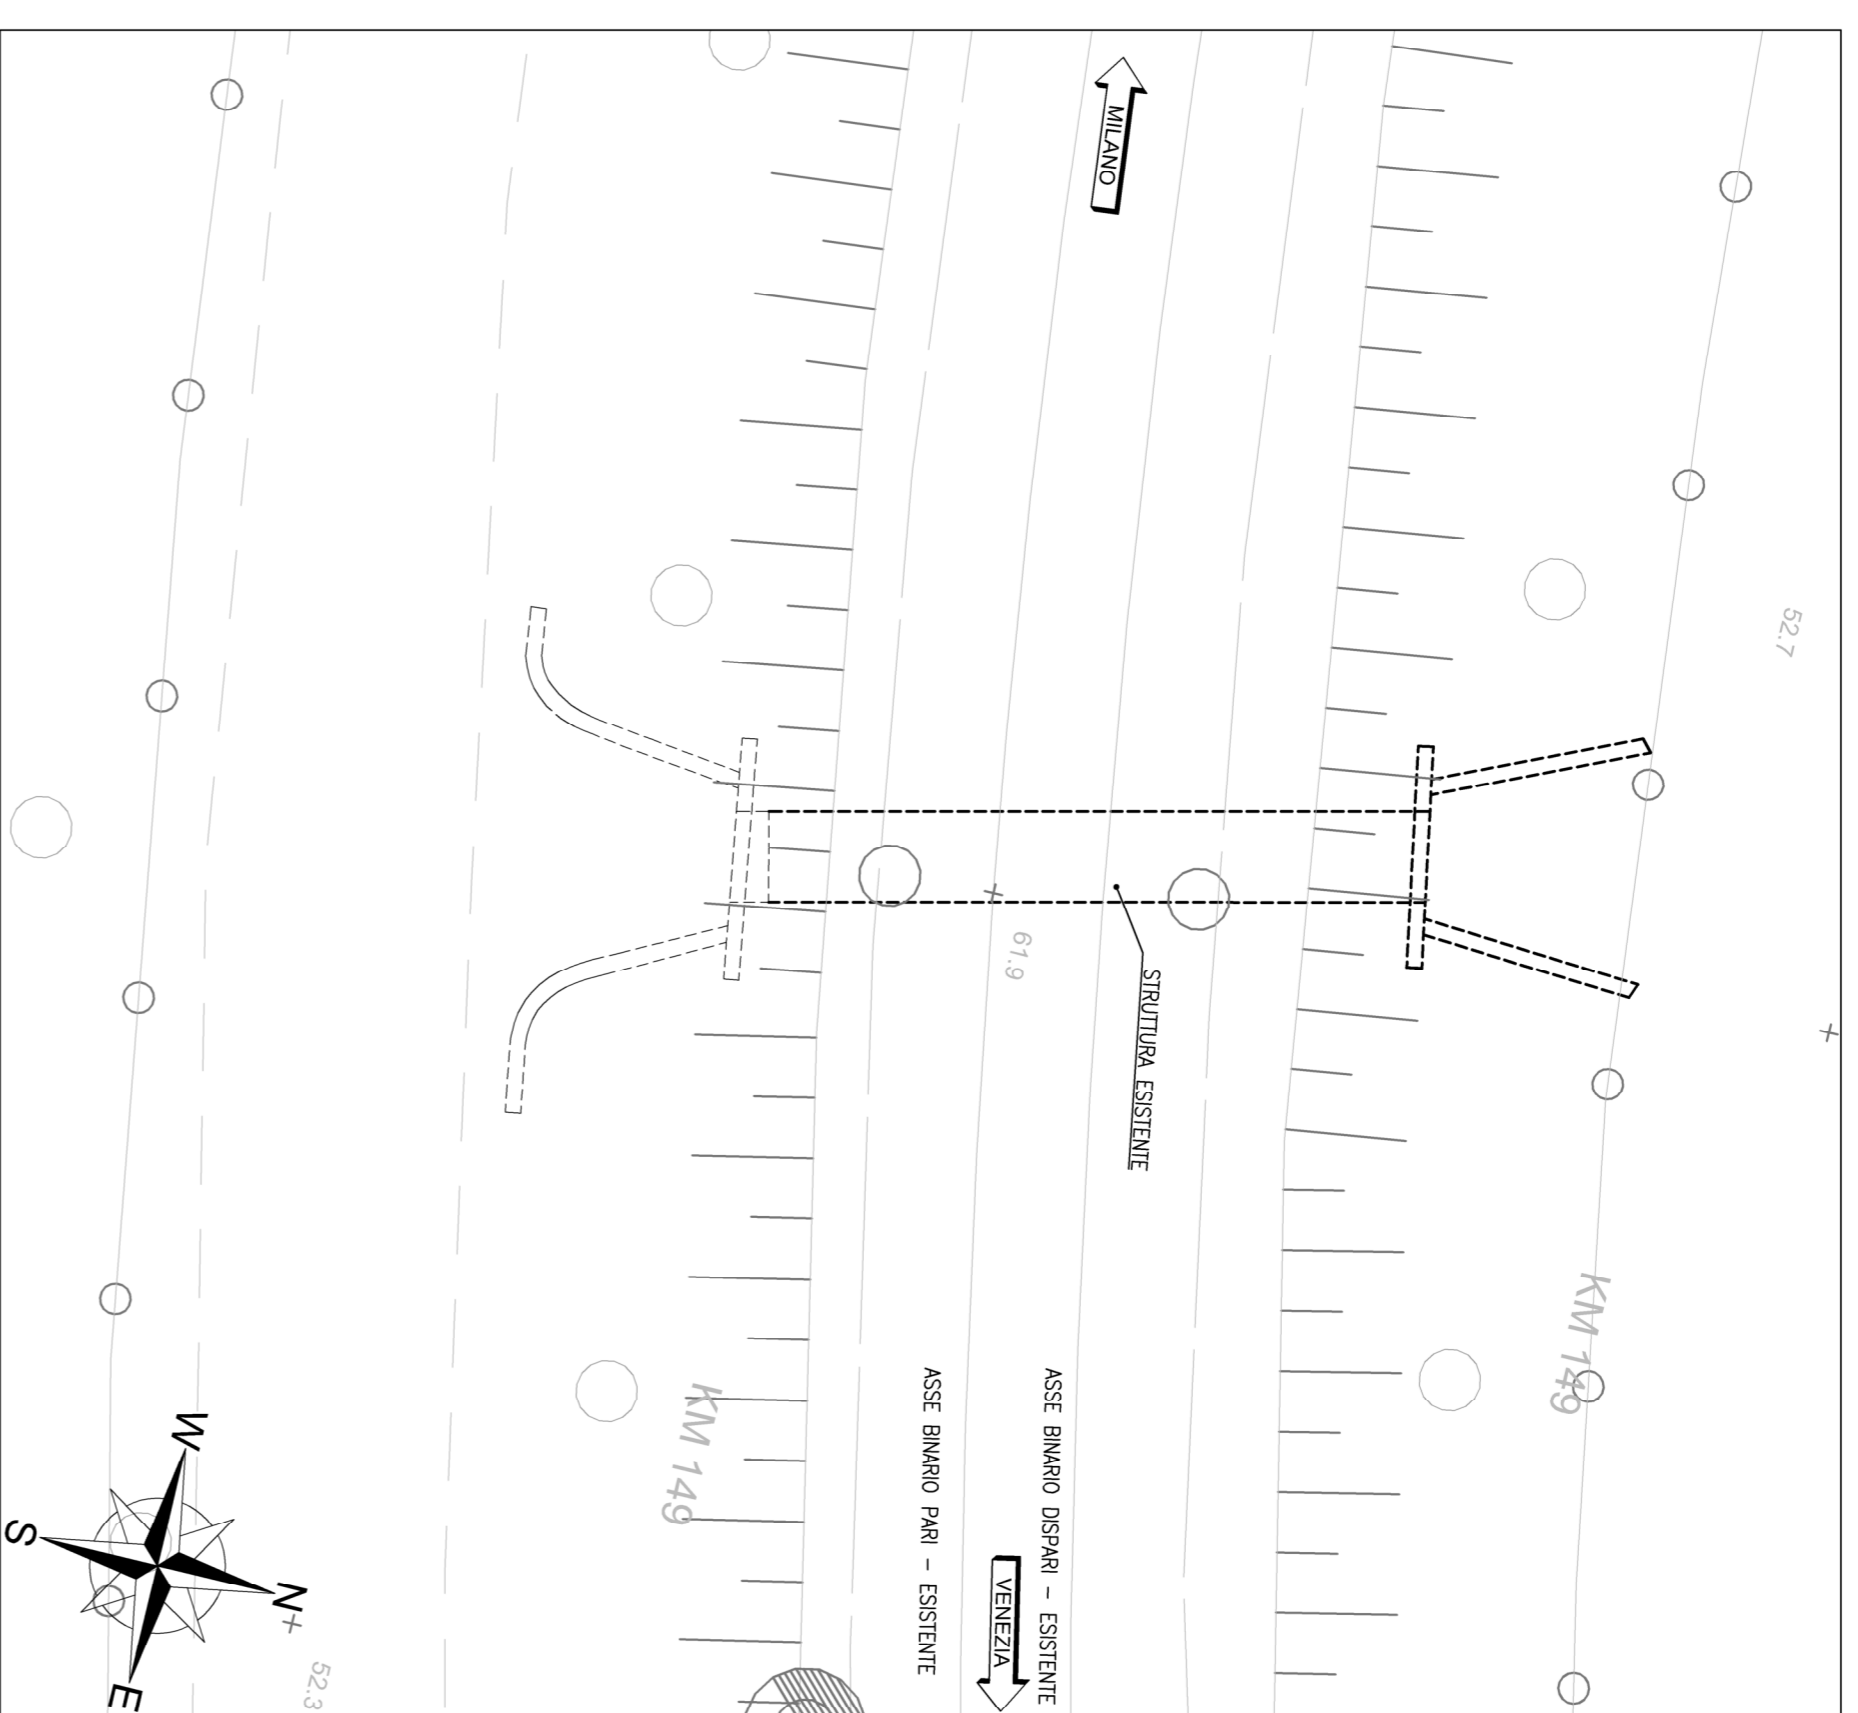 MILANO
52.7
61.9
STRUTTURA ESISTENTE
KM 149
KM 149
ASSE BINARIO DISPARI - ESISTENTE
ASSE BINARIO PARI - ESISTENTE
VENEZIA
W
S
N
E
52.3